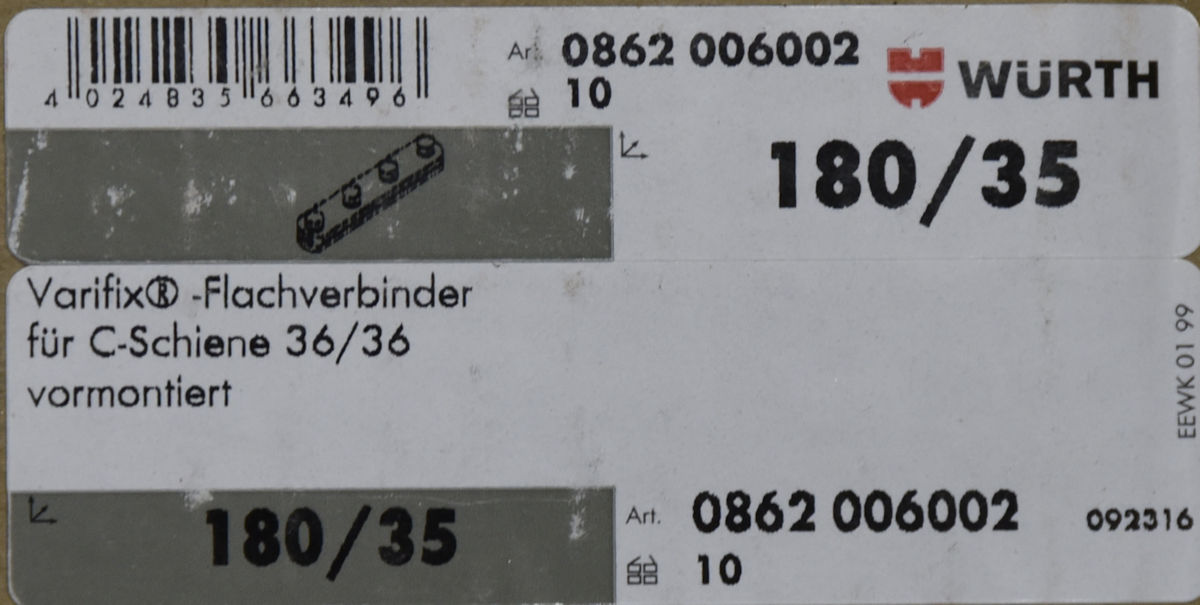 Art. 0862 006002
10
WÜRTH
4 024835 663496
180/35
Varifix® -Flachverbinder
für C-Schiene 36/36
vormontiert
EEWK 01 99
180/35
Art. 0862 006002
092316
10